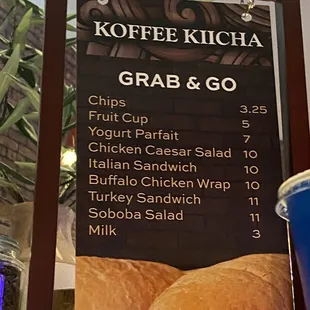 KOFFEE KIICHA
GRAB & GO
Chips 3.25
Fruit Cup 5
Yogurt Parfait 7
Chicken Caesar Salad 10
Italian Sandwich 10
Buffalo Chicken Wrap 10
Turkey Sandwich 11
Soboba Salad 11
Milk 3